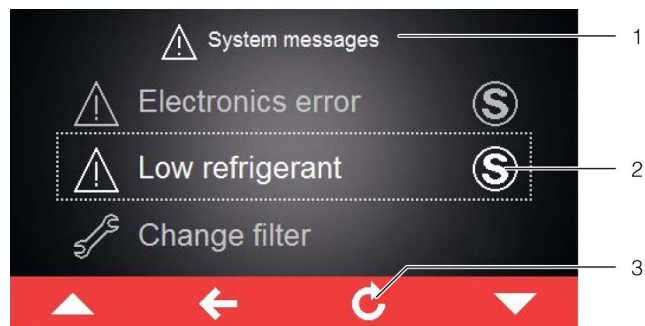 System messages
1
Electronics error S
Low refrigerant S
2
Change filter
3